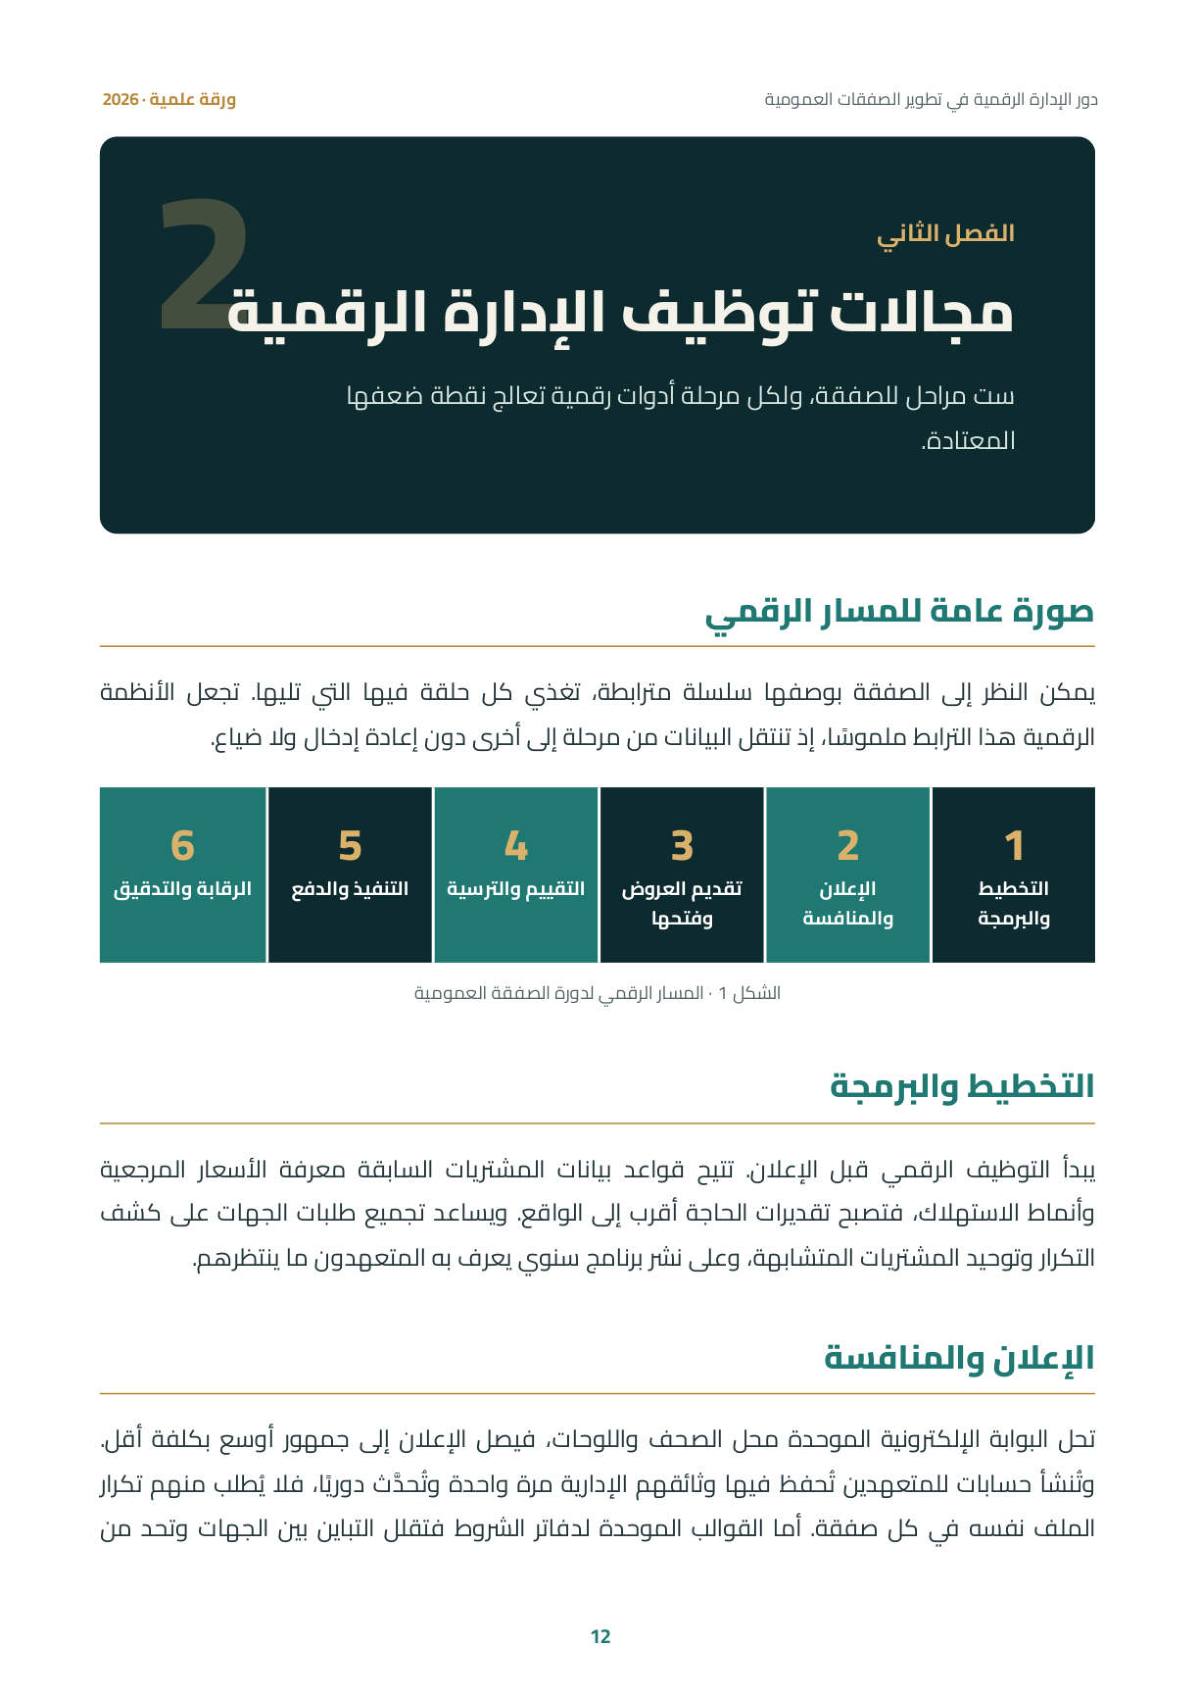 دور الإدارة الرقمية في تطوير الصفقات العمومية
ورقة علمية · 2026
2
الفصل الثاني
مجالات توظيف الإدارة الرقمية
ست مراحل للصفقة، ولكل مرحلة أدوات رقمية تعالج نقطة ضعفها
المعتادة.
صورة عامة للمسار الرقمي
يمكن النظر إلى الصفقة بوصفها سلسلة مترابطة، تغذي كل حلقة فيها التي تليها. تجعل الأنظمة
الرقمية هذا الترابط ملموسًا، إذ تنتقل البيانات من مرحلة إلى أخرى دون إعادة إدخال ولا ضياع.
1
التخطيط
والبرمجة
2
الإعلان
والمنافسة
3
تقديم العروض
وفتحها
4
التقييم والترسية
5
التنفيذ والدفع
6
الرقابة والتدقيق
الشكل 1 · المسار الرقمي لدورة الصفقة العمومية
التخطيط والبرمجة
يبدأ التوظيف الرقمي قبل الإعلان. تتيح قواعد بيانات المشتريات السابقة معرفة الأسعار المرجعية
وأنماط الاستهلاك، فتصبح تقديرات الحاجة أقرب إلى الواقع. ويساعد تجميع طلبات الجهات على كشف
التكرار وتوحيد المشتريات المتشابهة، وعلى نشر برنامج سنوي يعرف به المتعهدون ما ينتظرهم.
الإعلان والمنافسة
تحل البوابة الإلكترونية الموحدة محل الصحف واللوحات، فيصل الإعلان إلى جمهور أوسع بكلفة أقل.
وتُنشأ حسابات للمتعهدين تُحفظ فيها وثائقهم الإدارية مرة واحدة وتُحدَّث دوريًا، فلا يُطلب منهم تكرار
الملف نفسه في كل صفقة. أما القوالب الموحدة لدفاتر الشروط فتقلل التباين بين الجهات وتحد من
12